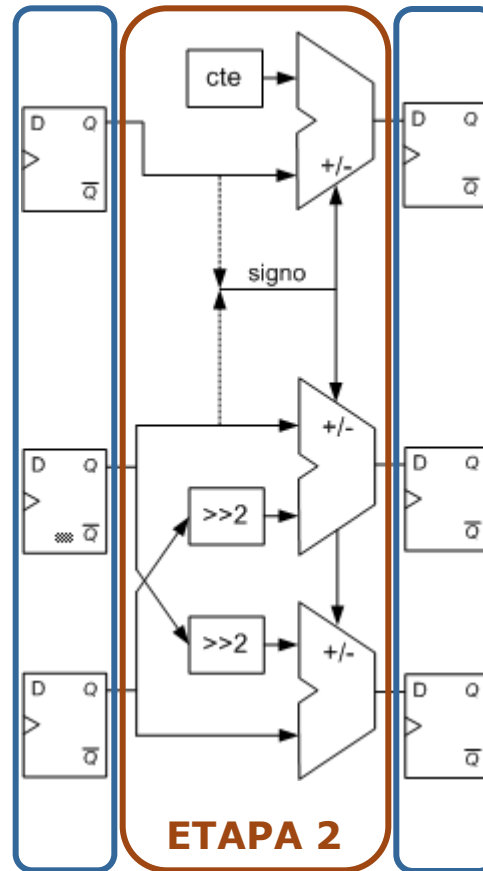 cte
D Q
Q
+/-
D Q
Q
signo
+/-
D Q
Q
>>2
D Q
Q
>>2
+/-
D Q
Q
D Q
Q
ETAPA 2